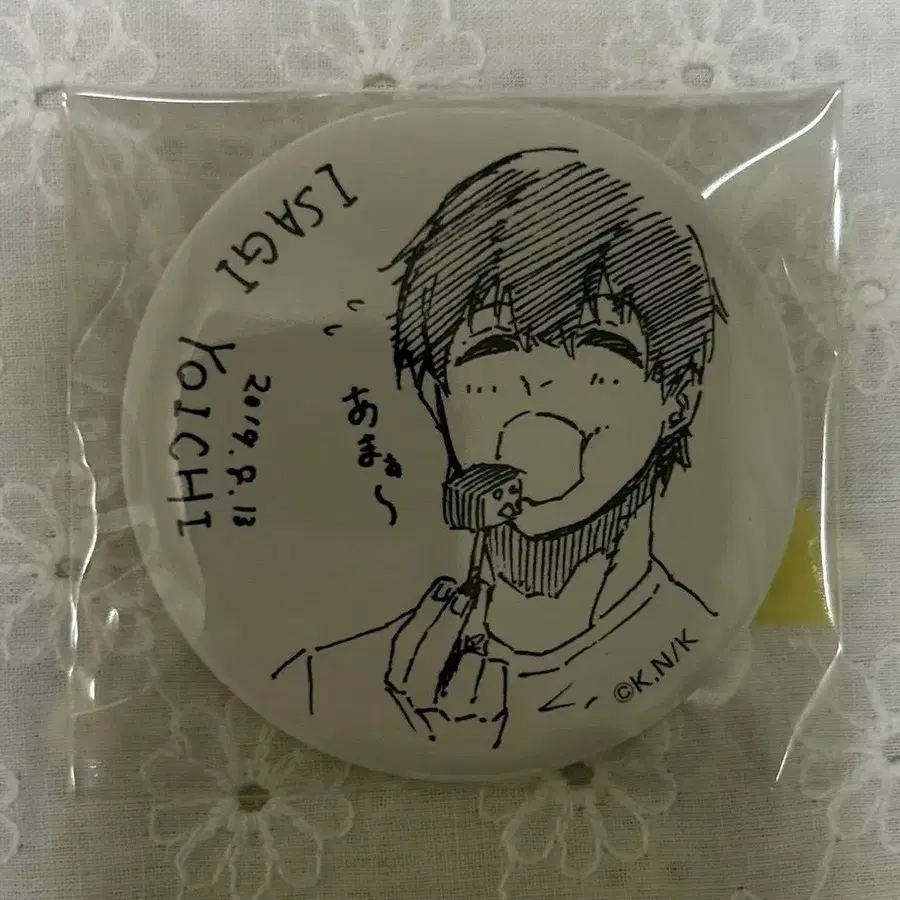 ISAGI
YOICHI
2019.8.13
あまぁ〜
©K,N/K